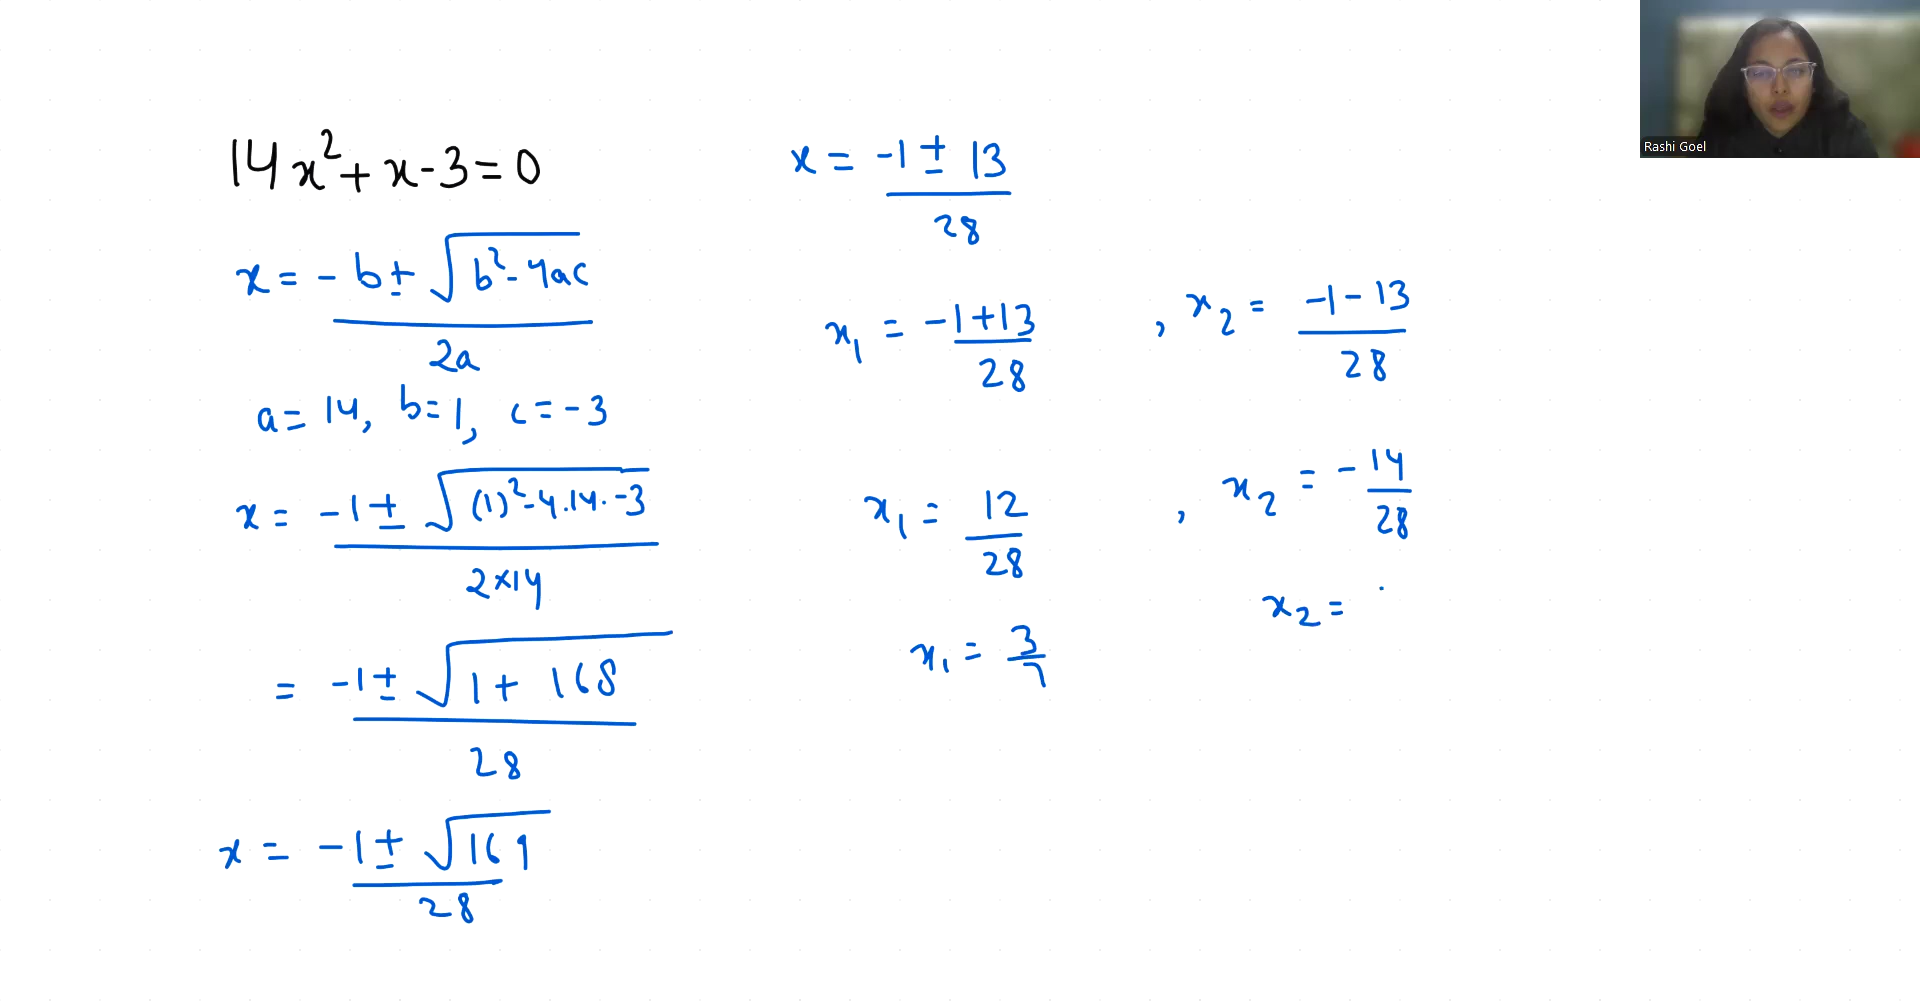 14x²+x-3=0
x = -b ± √(b²-4ac)
2a
a = 14, b=1, c = -3
x = -1 ± √((1)²-4.14.-3)
2×14
= -1 ± √(1 + 168)
28
x = -1 ± √169
28
x = -1 ± 13
28
x₁ = -1+13 , x₂ = -1-13
28 28
x₁ = 12 , x₂ = -14
28 28
x₁ = 3 x₂ =
7
Rashi Goel